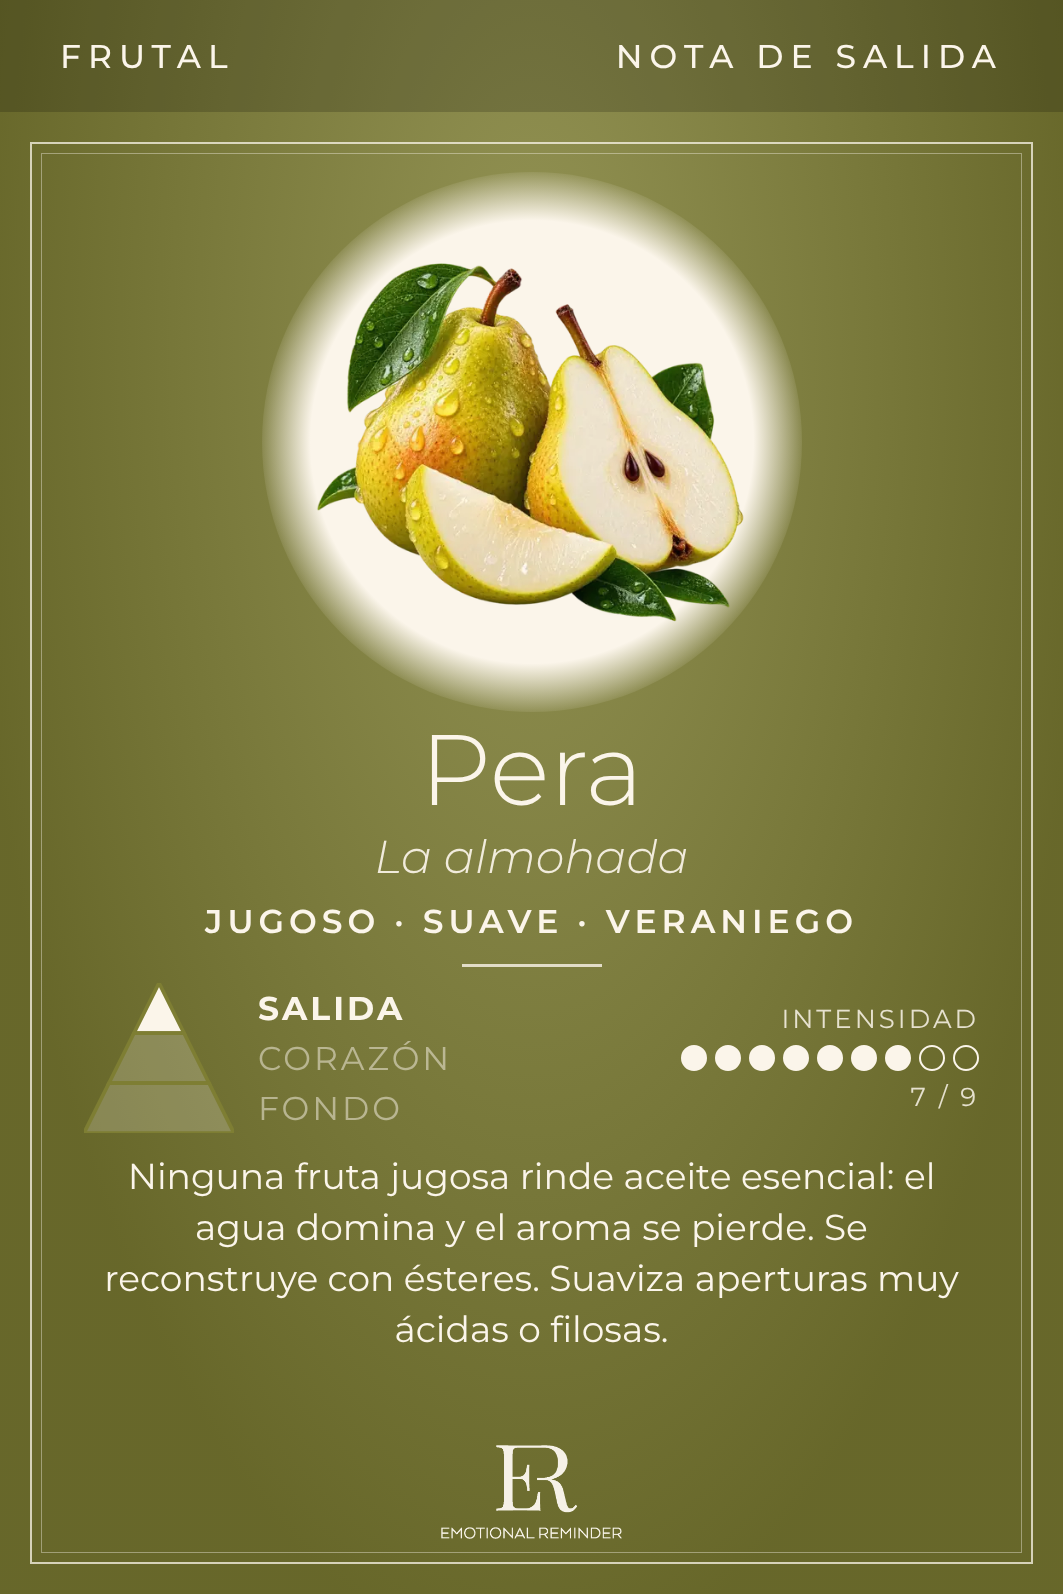 FRUTAL
NOTA DE SALIDA
Pera
La almohada
JUGOSO · SUAVE · VERANIEGO
SALIDA
CORAZÓN
FONDO
INTENSIDAD
7 / 9
Ninguna fruta jugosa rinde aceite esencial: el
agua domina y el aroma se pierde. Se
reconstruye con ésteres. Suaviza aperturas muy
ácidas o filosas.
ER
EMOTIONAL REMINDER